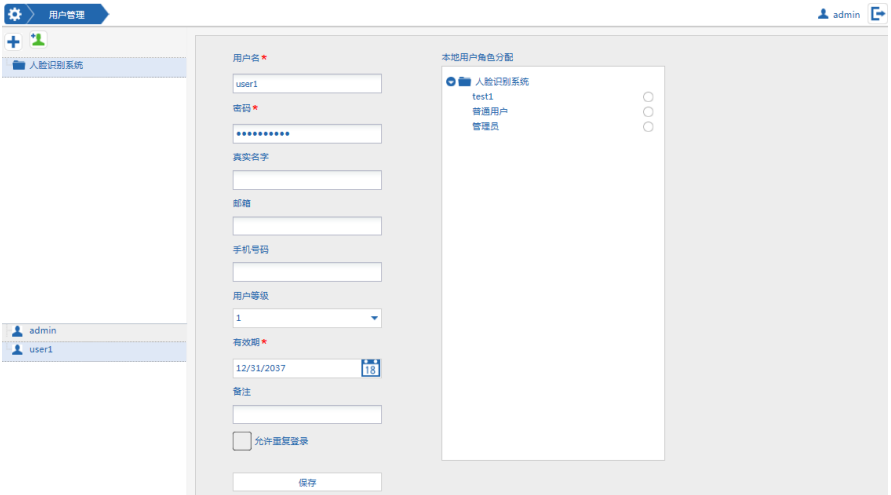 用户管理
admin
人脸识别系统
admin
user1
用户名*
user1
密码*
••••••••••
真实名字
邮箱
手机号码
用户等级
1
有效期*
12/31/2037
18
备注
允许重复登录
保存
本地用户角色分配
人脸识别系统
test1
普通用户
管理员